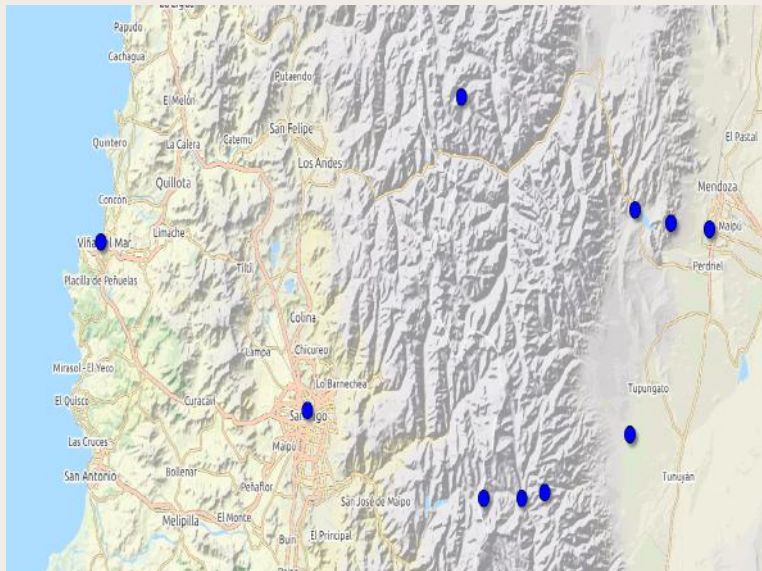 Papudo
Cachagua
Putaendo
El Melón
San Felipe
Catemu
Quintero
La Calera
Los Andes
El Pastal
Quillota
Mendoza
Concón
Limache
Maipú
Viña del Mar
Tiltil
Perdriel
Placilla de Peñuelas
Colina
Chicureo
Lampa
Mirasol - El Yeco
Lo Barnechea
Tupungato
El Quisco
Curacaví
Santiago
Las Cruces
Maipú
Bollenar
San Antonio
Peñaflor
Tunuyán
San José de Maipo
Melipilla
El Monte
El Principal
Buin